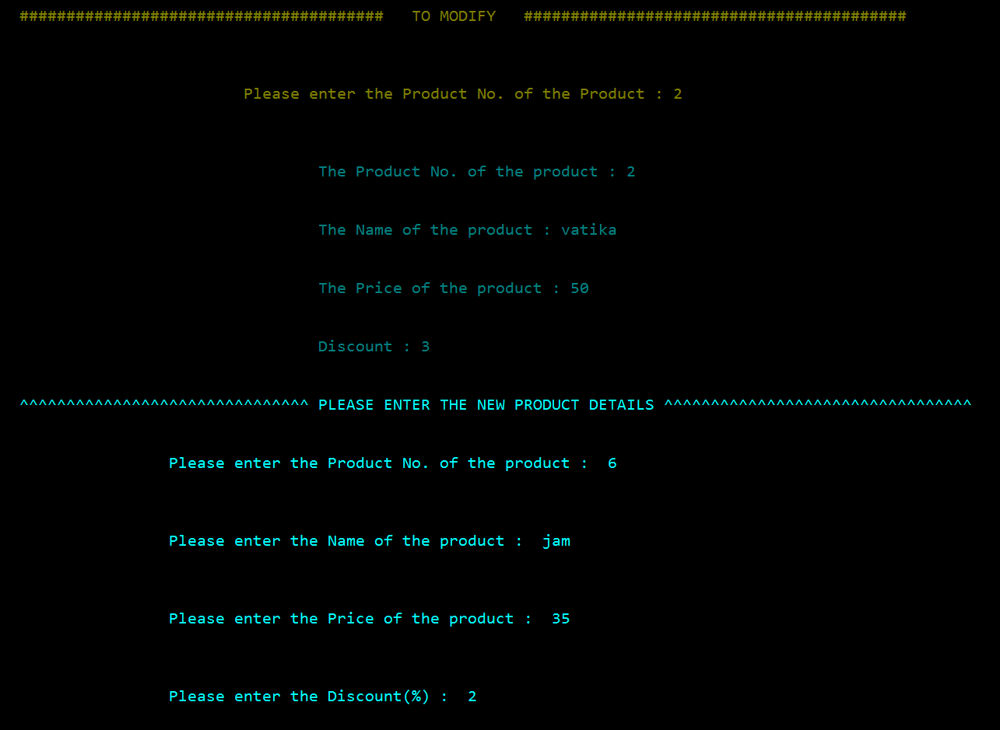 ####################################### TO MODIFY #########################################
Please enter the Product No. of the Product : 2
The Product No. of the product : 2
The Name of the product : vatika
The Price of the product : 50
Discount : 3
^^^^^^^^^^^^^^^^^^^^^^^^^^^^^^^ PLEASE ENTER THE NEW PRODUCT DETAILS ^^^^^^^^^^^^^^^^^^^^^^^^^^^^^^^^^
Please enter the Product No. of the product : 6
Please enter the Name of the product : jam
Please enter the Price of the product : 35
Please enter the Discount(%) : 2